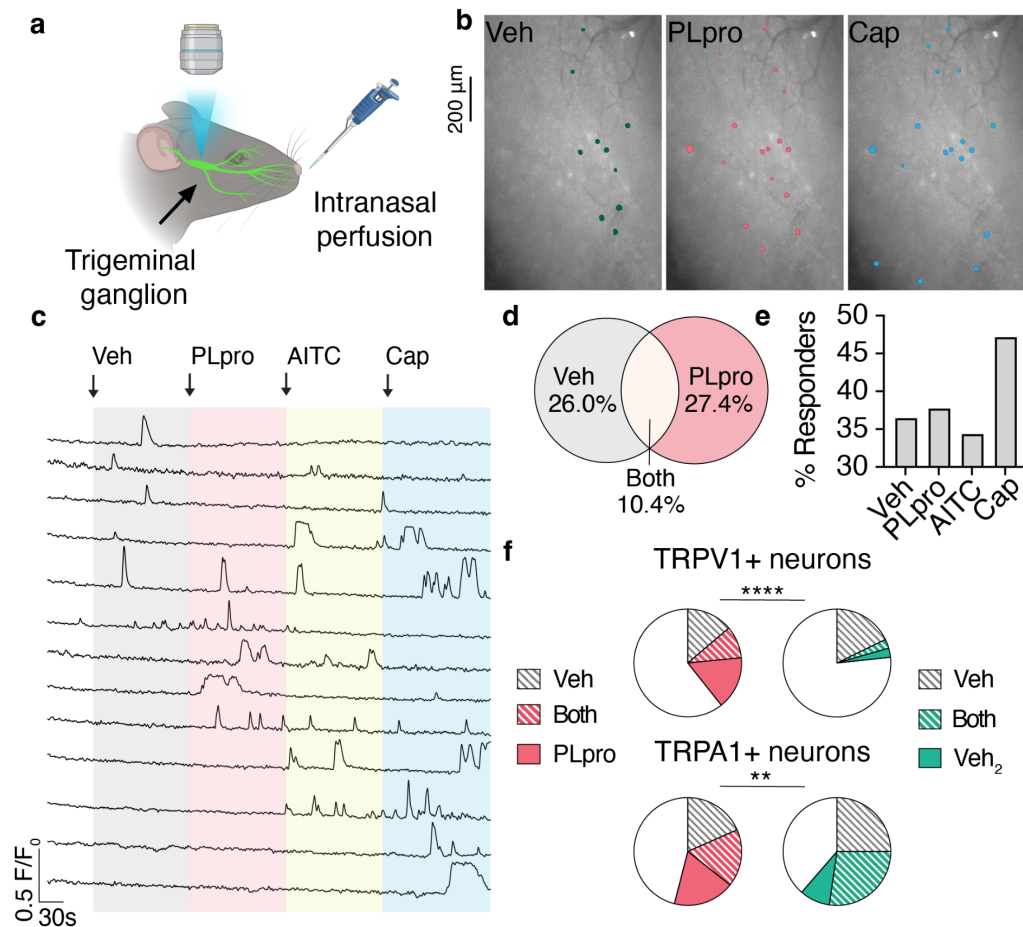 a
Intranasal
perfusion
Trigeminal
ganglion
b
Veh
PLpro
Cap
200 µm
c
Veh
PLpro
AITC
Cap
0.5 F/F0
30s
d
Veh
26.0%
PLpro
27.4%
Both
10.4%
e
% Responders
50
45
40
35
30
Veh
PLpro
AITC
Cap
f
TRPV1+ neurons
****
Veh
Both
PLpro
Veh
Both
Veh2
TRPA1+ neurons
**